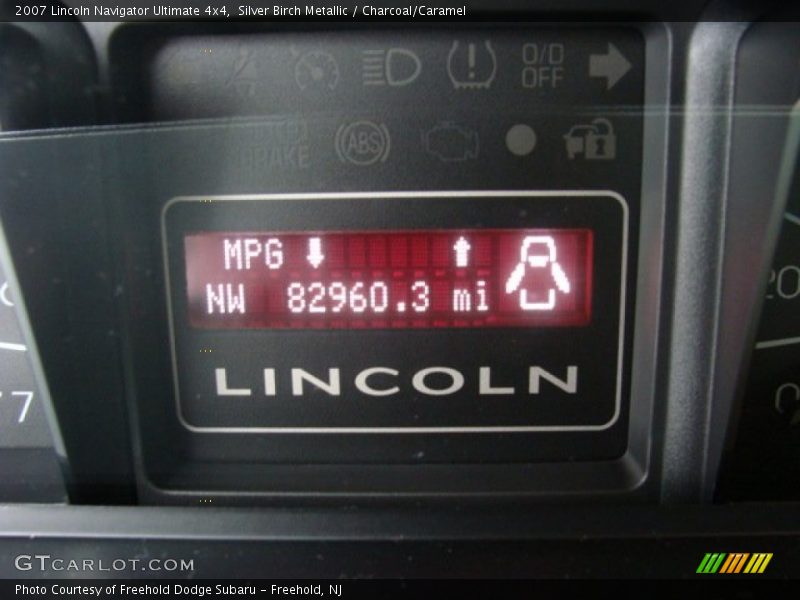 2007 Lincoln Navigator Ultimate 4x4,  Silver Birch Metallic / Charcoal/Caramel
O/D
OFF
ABS
BRAKE
MPG
NW 82960.3 mi
LINCOLN
GTCARLOT.COM
Photo Courtesy of Freehold Dodge Subaru - Freehold, NJ